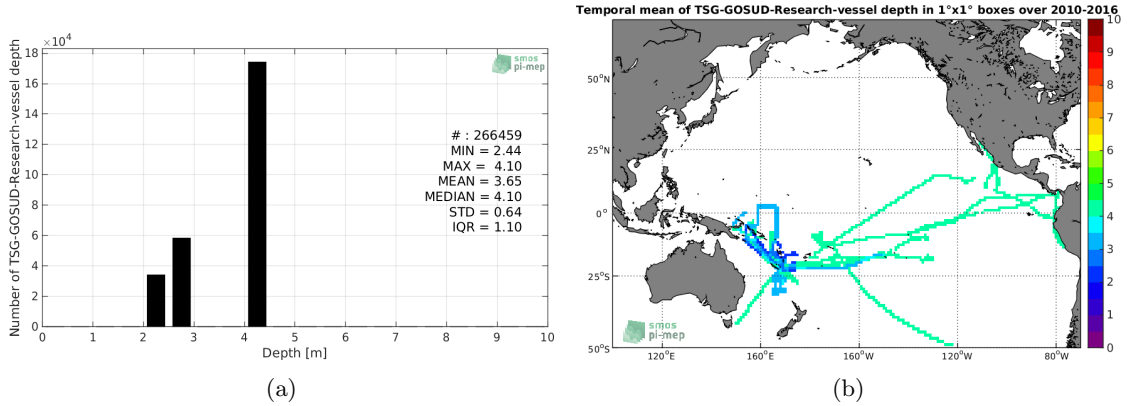 ×10⁴
Number of TSG-GOSUD-Research-vessel depth
18
16
14
12
10
8
6
4
2
0
0 1 2 3 4 5 6 7 8 9 10
Depth [m]
smos
pi-mep
# : 266459
MIN = 2.44
MAX = 4.10
MEAN = 3.65
MEDIAN = 4.10
STD = 0.64
IQR = 1.10
(a)
Temporal mean of TSG-GOSUD-Research-vessel depth in 1°x1° boxes over 2010-2016
50°N
25°N
0°
25°S
50°S
120°E 160°E 160°W 120°W 80°W
smos
pi-mep
10
9
8
7
6
5
4
3
2
1
0
(b)